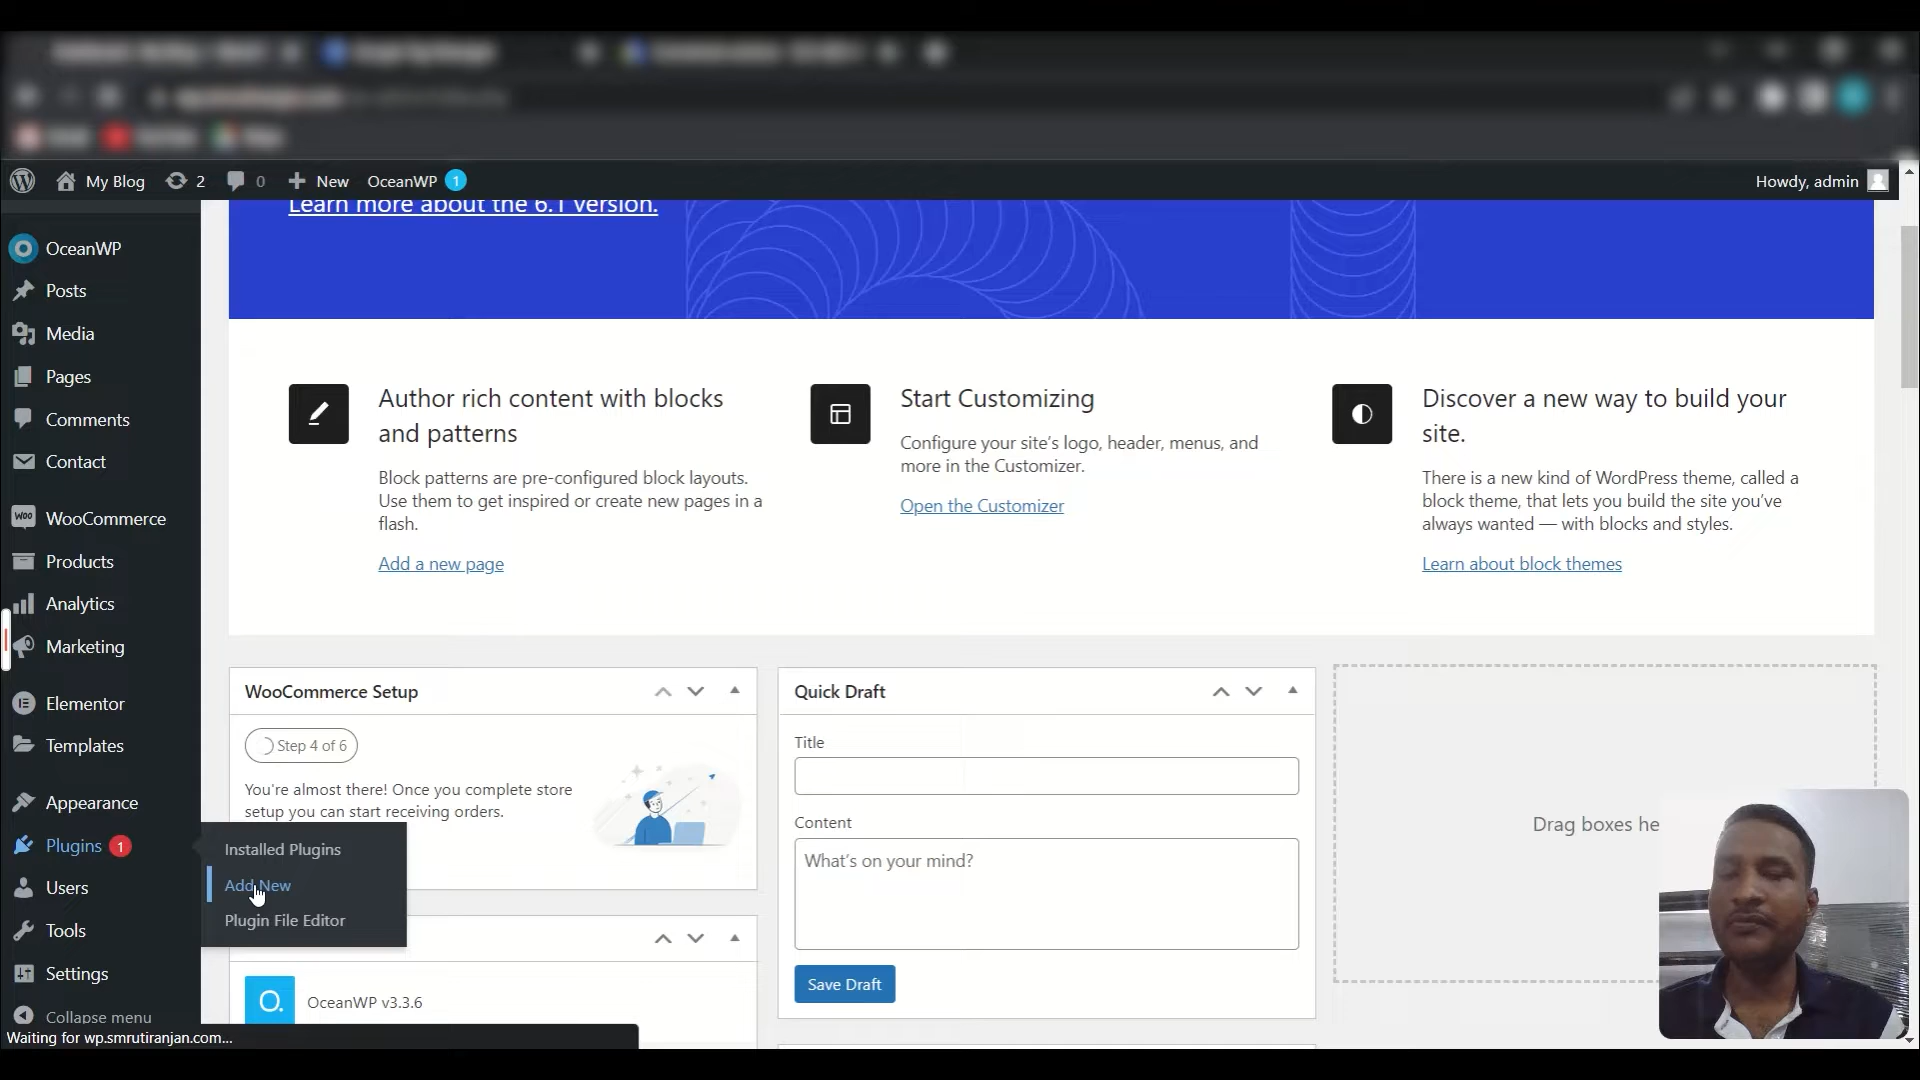 My Blog
2
0
New
OceanWP
1
Howdy, admin
Learn more about the 6.1 version.
OceanWP
Posts
Media
Pages
Comments
Contact
WooCommerce
Products
Analytics
Marketing
Elementor
Templates
Appearance
Plugins 1
Users
Tools
Settings
Collapse menu
Installed Plugins
Add New
Plugin File Editor
Author rich content with blocks
and patterns
Block patterns are pre-configured block layouts.
Use them to get inspired or create new pages in a
flash.
Add a new page
Start Customizing
Configure your site's logo, header, menus, and
more in the Customizer.
Open the Customizer
Discover a new way to build your
site.
There is a new kind of WordPress theme, called a
block theme, that lets you build the site you've
always wanted — with blocks and styles.
Learn about block themes
WooCommerce Setup
Step 4 of 6
You're almost there! Once you complete store
setup you can start receiving orders.
O.
OceanWP v3.3.6
Quick Draft
Title
Content
What's on your mind?
Save Draft
Drag boxes he
Waiting for wp.smrutiranjan.com...